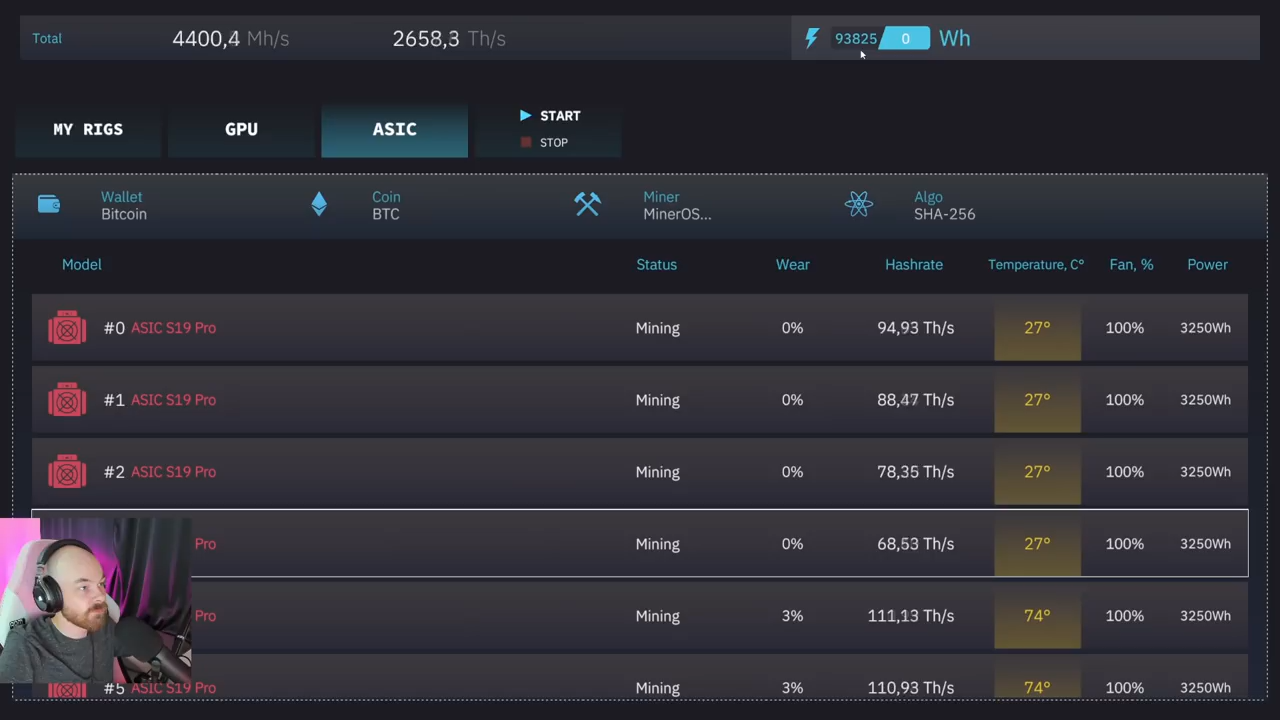 Total 4400,4 Mh/s 2658,3 Th/s 93825 0 Wh
MY RIGS GPU ASIC START
STOP
Wallet Coin Miner Algo
Bitcoin BTC MinerOS... SHA-256
Model Status Wear Hashrate Temperature, C° Fan, % Power
#0 ASIC S19 Pro Mining 0% 94,93 Th/s 27° 100% 3250Wh
#1 ASIC S19 Pro Mining 0% 88,47 Th/s 27° 100% 3250Wh
#2 ASIC S19 Pro Mining 0% 78,35 Th/s 27° 100% 3250Wh
Pro Mining 0% 68,53 Th/s 27° 100% 3250Wh
Pro Mining 3% 111,13 Th/s 74° 100% 3250Wh
#5 ASIC S19 Pro Mining 3% 110,93 Th/s 74° 100% 3250Wh